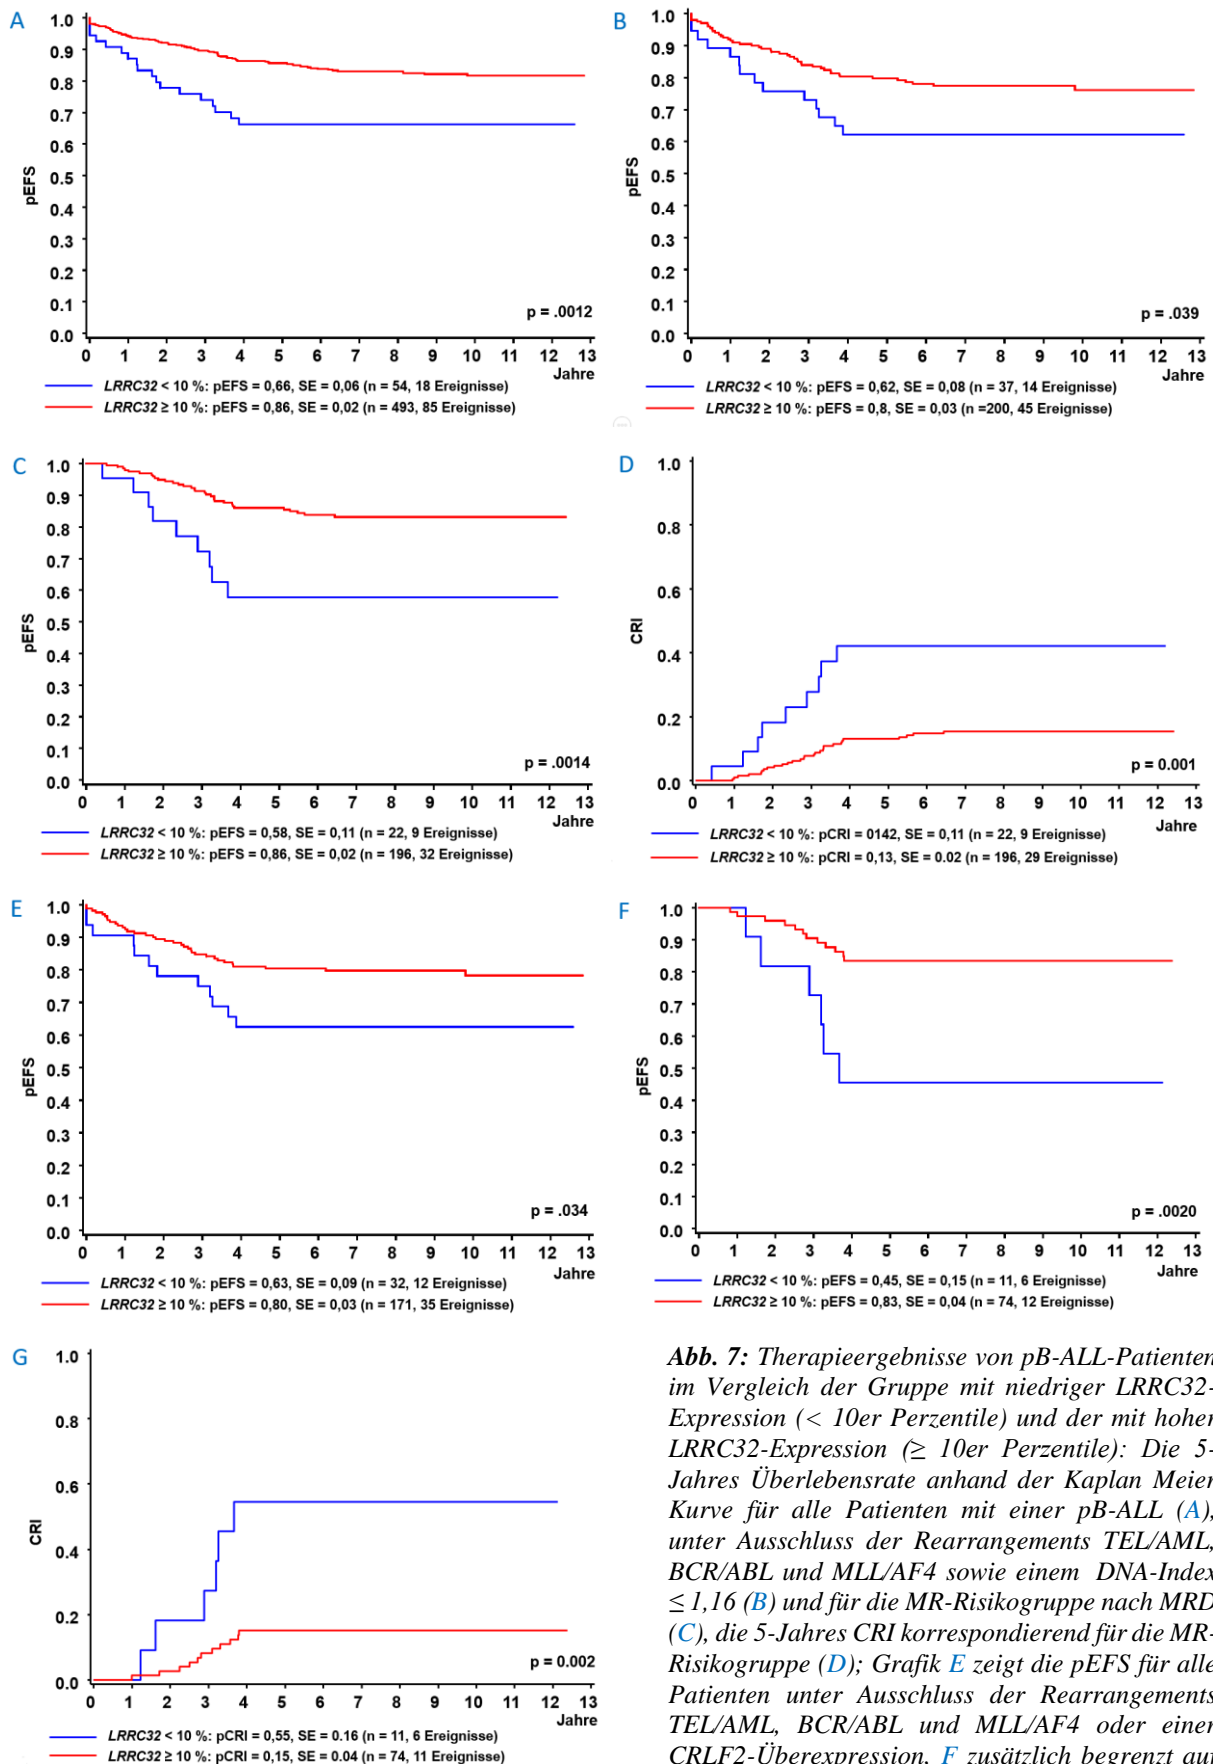 A
1.0
0.9
0.8
0.7
0.6
0.5
0.4
0.3
0.2
0.1
0.0
pEFS
p = .0012
0 1 2 3 4 5 6 7 8 9 10 11 12 13
Jahre
LRRC32 < 10 %: pEFS = 0,66, SE = 0,06 (n = 54, 18 Ereignisse)
LRRC32 ≥ 10 %: pEFS = 0,86, SE = 0,02 (n = 493, 85 Ereignisse)
B
1.0
0.9
0.8
0.7
0.6
0.5
0.4
0.3
0.2
0.1
0.0
pEFS
p = .039
0 1 2 3 4 5 6 7 8 9 10 11 12 13
Jahre
LRRC32 < 10 %: pEFS = 0,62, SE = 0,08 (n = 37, 14 Ereignisse)
LRRC32 ≥ 10 %: pEFS = 0,8, SE = 0,03 (n =200, 45 Ereignisse)
C
1.0
0.9
0.8
0.7
0.6
0.5
0.4
0.3
0.2
0.1
0.0
pEFS
p = .0014
0 1 2 3 4 5 6 7 8 9 10 11 12 13
Jahre
LRRC32 < 10 %: pEFS = 0,58, SE = 0,11 (n = 22, 9 Ereignisse)
LRRC32 ≥ 10 %: pEFS = 0,86, SE = 0,02 (n = 196, 32 Ereignisse)
D
1.0
0.8
0.6
0.4
0.2
0.0
CRI
p = 0.001
0 1 2 3 4 5 6 7 8 9 10 11 12 13
Jahre
LRRC32 < 10 %: pCRI = 0142, SE = 0,11 (n = 22, 9 Ereignisse)
LRRC32 ≥ 10 %: pCRI = 0,13, SE = 0.02 (n = 196, 29 Ereignisse)
E
1.0
0.9
0.8
0.7
0.6
0.5
0.4
0.3
0.2
0.1
0.0
pEFS
p = .034
0 1 2 3 4 5 6 7 8 9 10 11 12 13
Jahre
LRRC32 < 10 %: pEFS = 0,63, SE = 0,09 (n = 32, 12 Ereignisse)
LRRC32 ≥ 10 %: pEFS = 0,80, SE = 0,03 (n = 171, 35 Ereignisse)
F
1.0
0.9
0.8
0.7
0.6
0.5
0.4
0.3
0.2
0.1
0.0
pEFS
p = .0020
0 1 2 3 4 5 6 7 8 9 10 11 12 13
Jahre
LRRC32 < 10 %: pEFS = 0,45, SE = 0,15 (n = 11, 6 Ereignisse)
LRRC32 ≥ 10 %: pEFS = 0,83, SE = 0,04 (n = 74, 12 Ereignisse)
G
1.0
0.8
0.6
0.4
0.2
0.0
CRI
p = 0.002
0 1 2 3 4 5 6 7 8 9 10 11 12 13
Jahre
LRRC32 < 10 %: pCRI = 0,55, SE = 0.16 (n = 11, 6 Ereignisse)
LRRC32 ≥ 10 %: pCRI = 0,15, SE = 0.04 (n = 74, 11 Ereignisse)
Abb. 7: Therapieergebnisse von pB-ALL-Patienten
im Vergleich der Gruppe mit niedriger LRRC32-
Expression (< 10er Perzentile) und der mit hoher
LRRC32-Expression (≥ 10er Perzentile): Die 5-
Jahres Überlebensrate anhand der Kaplan Meier
Kurve für alle Patienten mit einer pB-ALL (A),
unter Ausschluss der Rearrangements TEL/AML,
BCR/ABL und MLL/AF4 sowie einem DNA-Index
≤ 1,16 (B) und für die MR-Risikogruppe nach MRD
(C), die 5-Jahres CRI korrespondierend für die MR-
Risikogruppe (D); Grafik E zeigt die pEFS für alle
Patienten unter Ausschluss der Rearrangements
TEL/AML, BCR/ABL und MLL/AF4 oder einer
CRLF2-Überexpression, F zusätzlich begrenzt auf